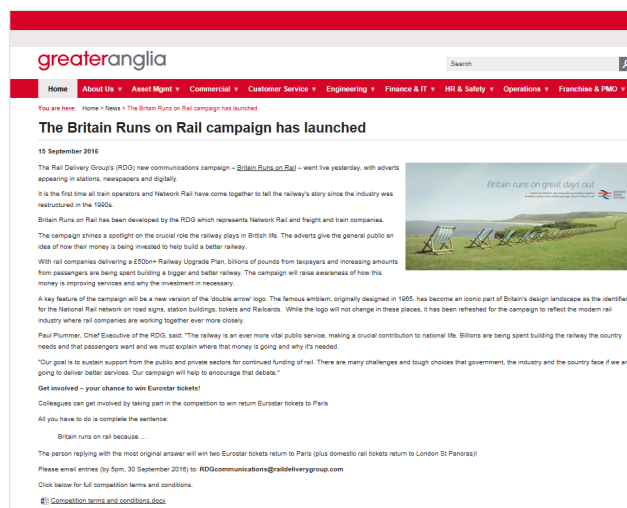 greateranglia
Search
Home About Us Asset Mgmt Commercial Customer Service Engineering Finance & IT HR & Safety Operations Franchise & PMO
You are here: Home > News > The Britain Runs on Rail campaign has launched
The Britain Runs on Rail campaign has launched
15 September 2016
The Rail Delivery Group's (RDG) new communications campaign – Britain Runs on Rail – went live yesterday, with adverts
appearing in stations, newspapers and digitally.
Britain runs on great days out
It is the first time all train operators and Network Rail have come together to tell the railway's story since the industry was
restructured in the 1990s.
Britain Runs on Rail has been developed by the RDG which represents Network Rail and freight and train companies.
The campaign shines a spotlight on the crucial role the railway plays in British life. The adverts give the general public an
idea of how their money is being invested to help build a better railway.
With rail companies delivering a £50bn+ Railway Upgrade Plan, billions of pounds from taxpayers and increasing amounts
from passengers are being spent building a bigger and better railway. The campaign will raise awareness of how this
money is improving services and why the investment in necessary.
A key feature of the campaign will be a new version of the 'double arrow' logo. The famous emblem, originally designed in 1965, has become an iconic part of Britain's design landscape as the identifier
for the National Rail network on road signs, station buildings, tickets and Railcards. While the logo will not change in these places, it has been refreshed for the campaign to reflect the modern rail
industry where rail companies are working together ever more closely.
Paul Plummer, Chief Executive of the RDG, said: "The railway is an ever more vital public service, making a crucial contribution to national life. Billions are being spent building the railway the country
needs and that passengers want and we must explain where that money is going and why it's needed.
"Our goal is to sustain support from the public and private sectors for continued funding of rail. There are many challenges and tough choices that government, the industry and the country face if we are
going to deliver better services. Our campaign will help to encourage that debate."
Get involved – your chance to win Eurostar tickets!
Colleagues can get involved by taking part in the competition to win return Eurostar tickets to Paris
All you have to do is complete the sentence:
Britain runs on rail because….
The person replying with the most original answer will win two Eurostar tickets return to Paris (plus domestic rail tickets return to London St Pancras)!
Please email entries (by 5pm, 30 September 2016) to: RDGcommunications@raildeliverygroup.com
Click below for full competition terms and conditions.
Competition terms and conditions.docx